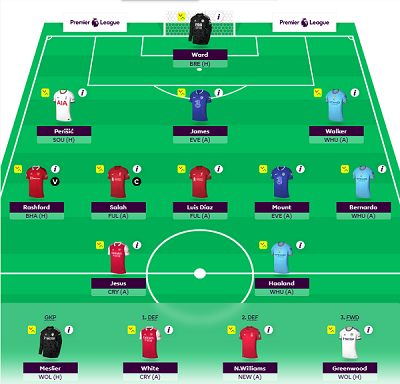 Premier League
Premier League
Ward
BRE (H)
Perišić
SOU (H)
James
EVE (A)
Walker
WHU (A)
Rashford
BHA (H)
V
Salah
FUL (A)
C
Luis Díaz
FUL (A)
Mount
EVE (A)
Bernardo
WHU (A)
Jesus
CRY (A)
Haaland
WHU (A)
GKP
1. DEF
2. DEF
3. FWD
Meslier
WOL (H)
White
CRY (A)
N.Williams
NEW (A)
Greenwood
WOL (H)